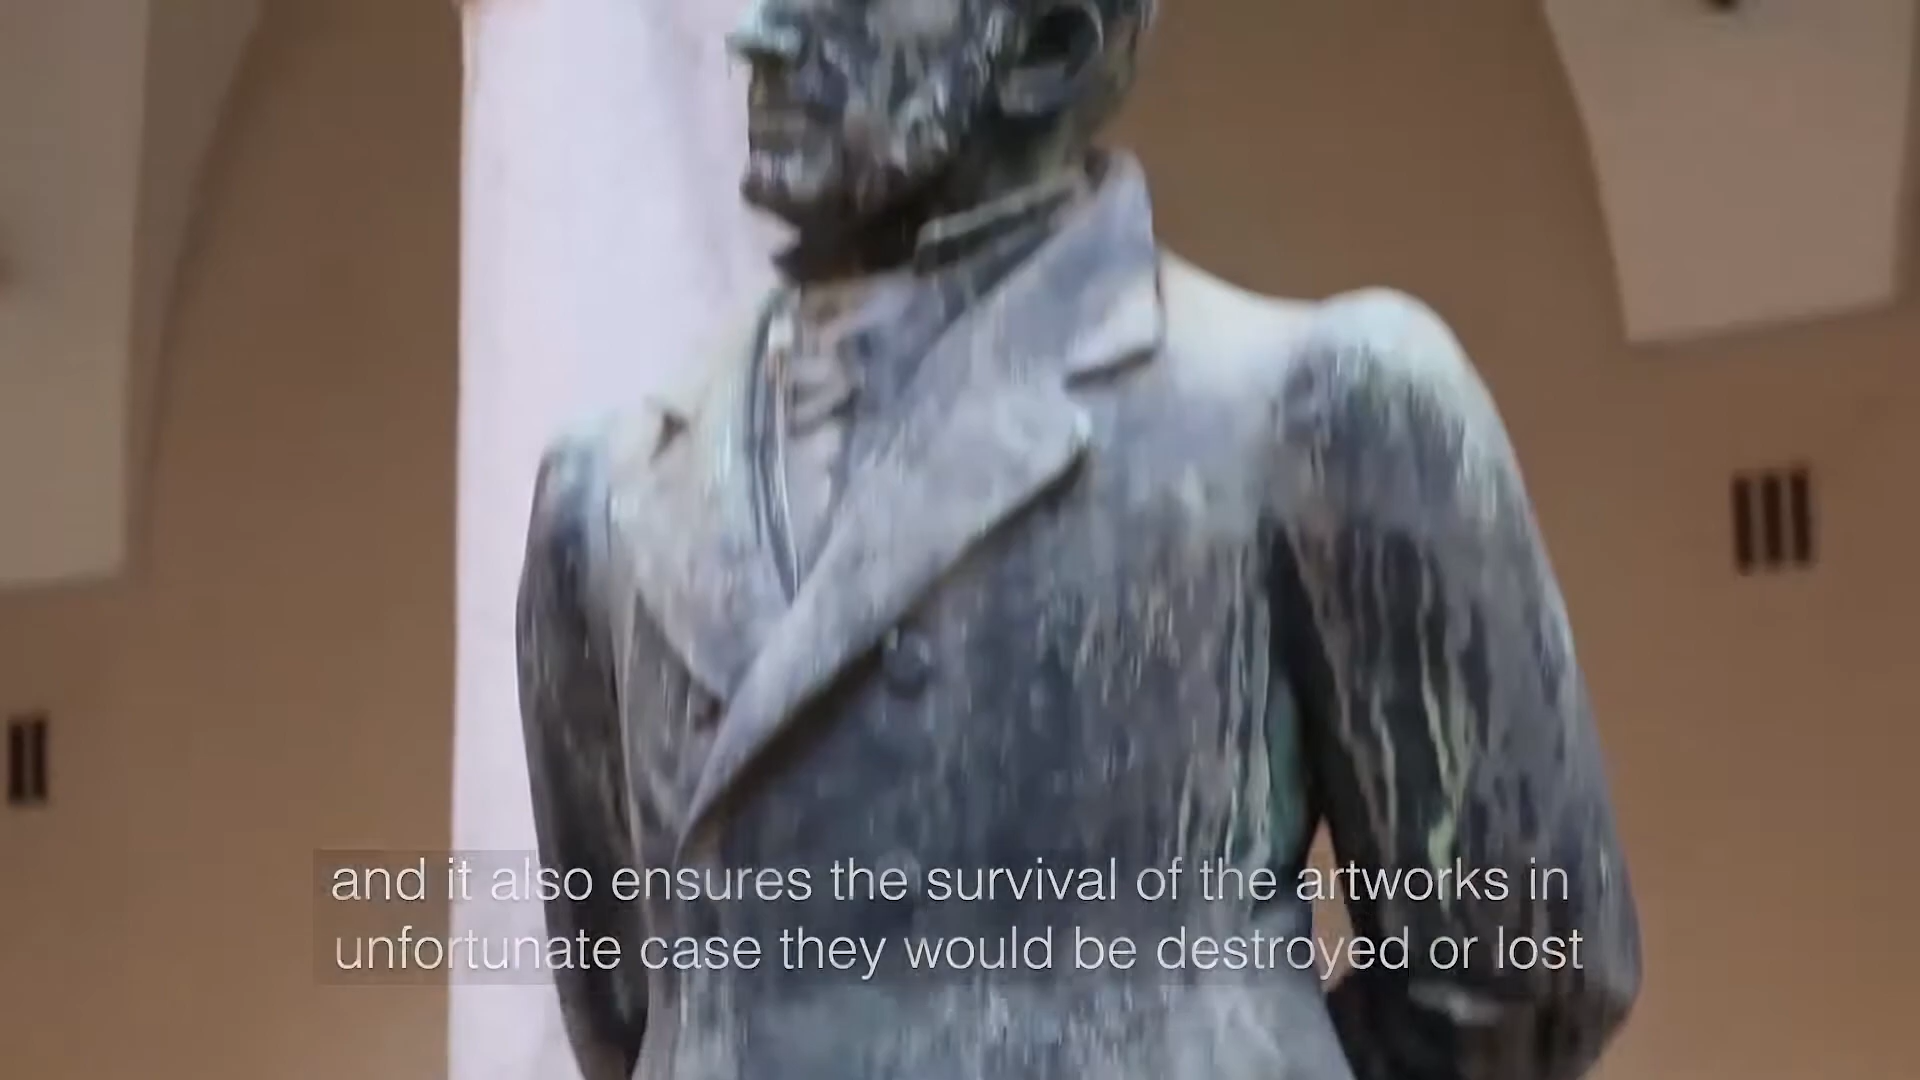 and it also ensures the survival of the artworks in
unfortunate case they would be destroyed or lost